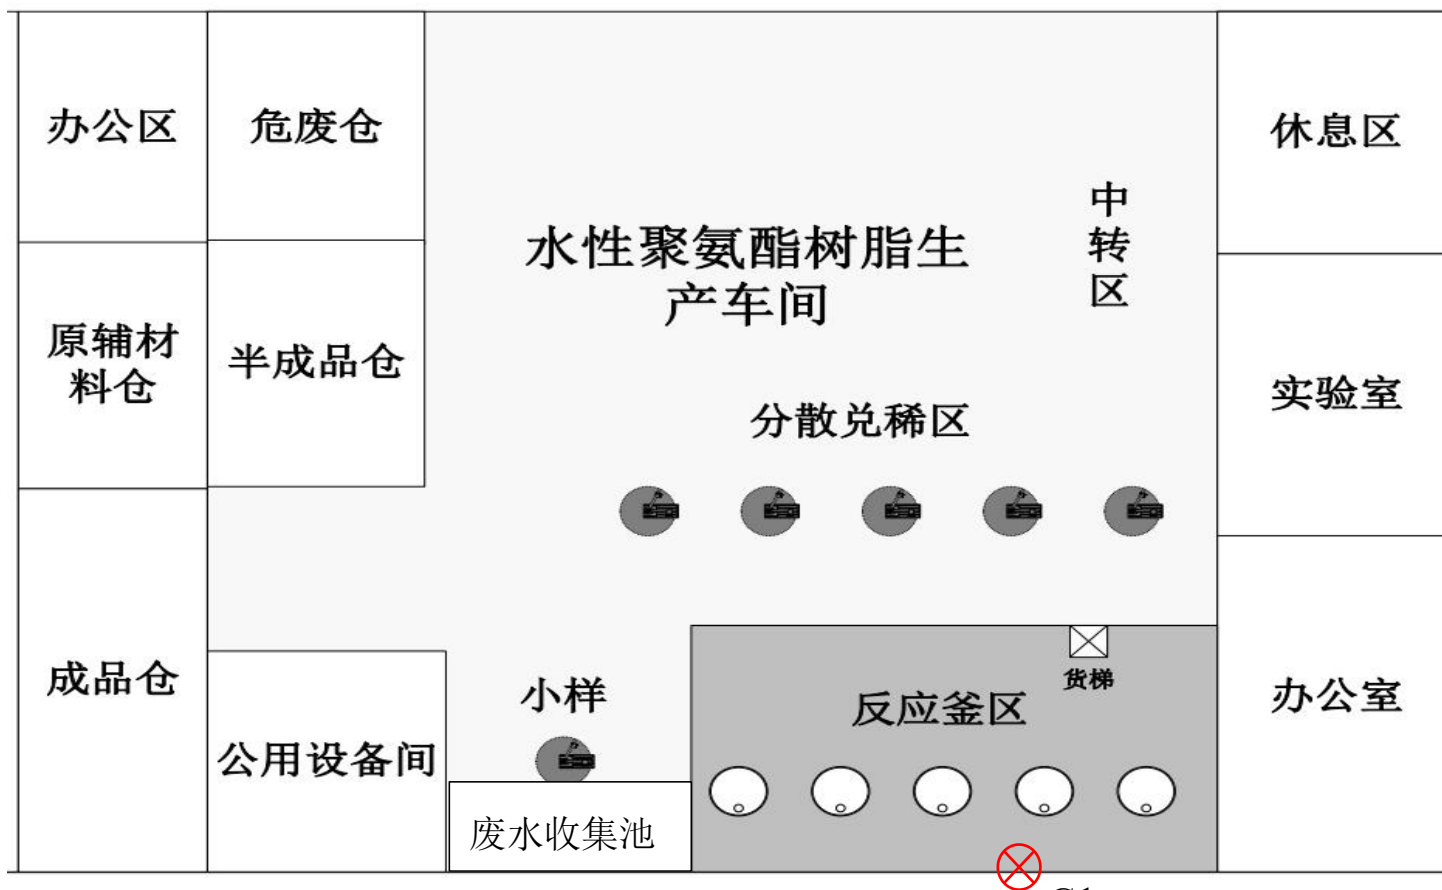 办公区
危废仓
休息区
中
转
区
水性聚氨酯树脂生
产车间
原辅材
料仓
半成品仓
实验室
分散兑稀区
成品仓
小样
反应釜区
货梯
办公室
公用设备间
废水收集池